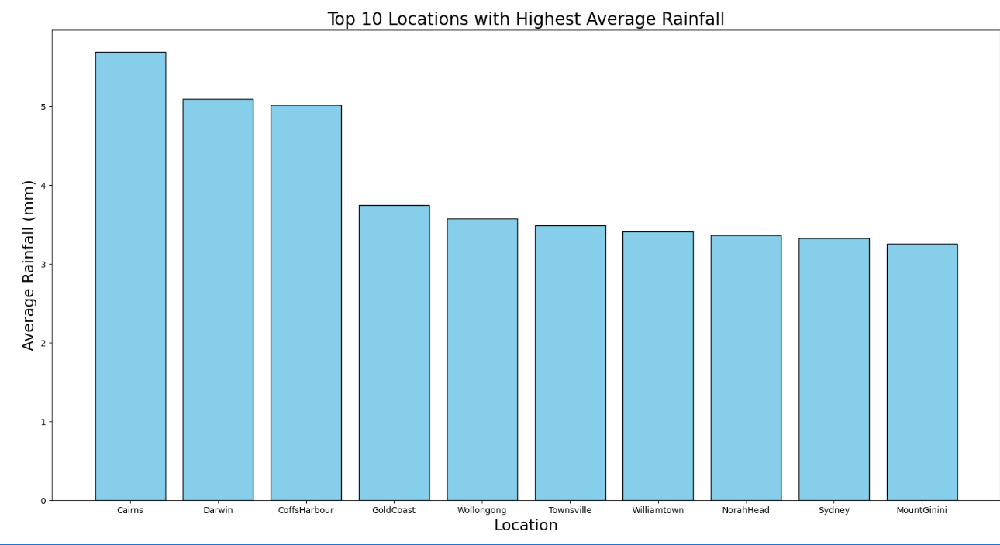 Top 10 Locations with Highest Average Rainfall
Average Rainfall (mm)
5
4
3
2
1
0
Cairns Darwin CoffsHarbour GoldCoast Wollongong Townsville Williamtown NorahHead Sydney MountGinini
Location